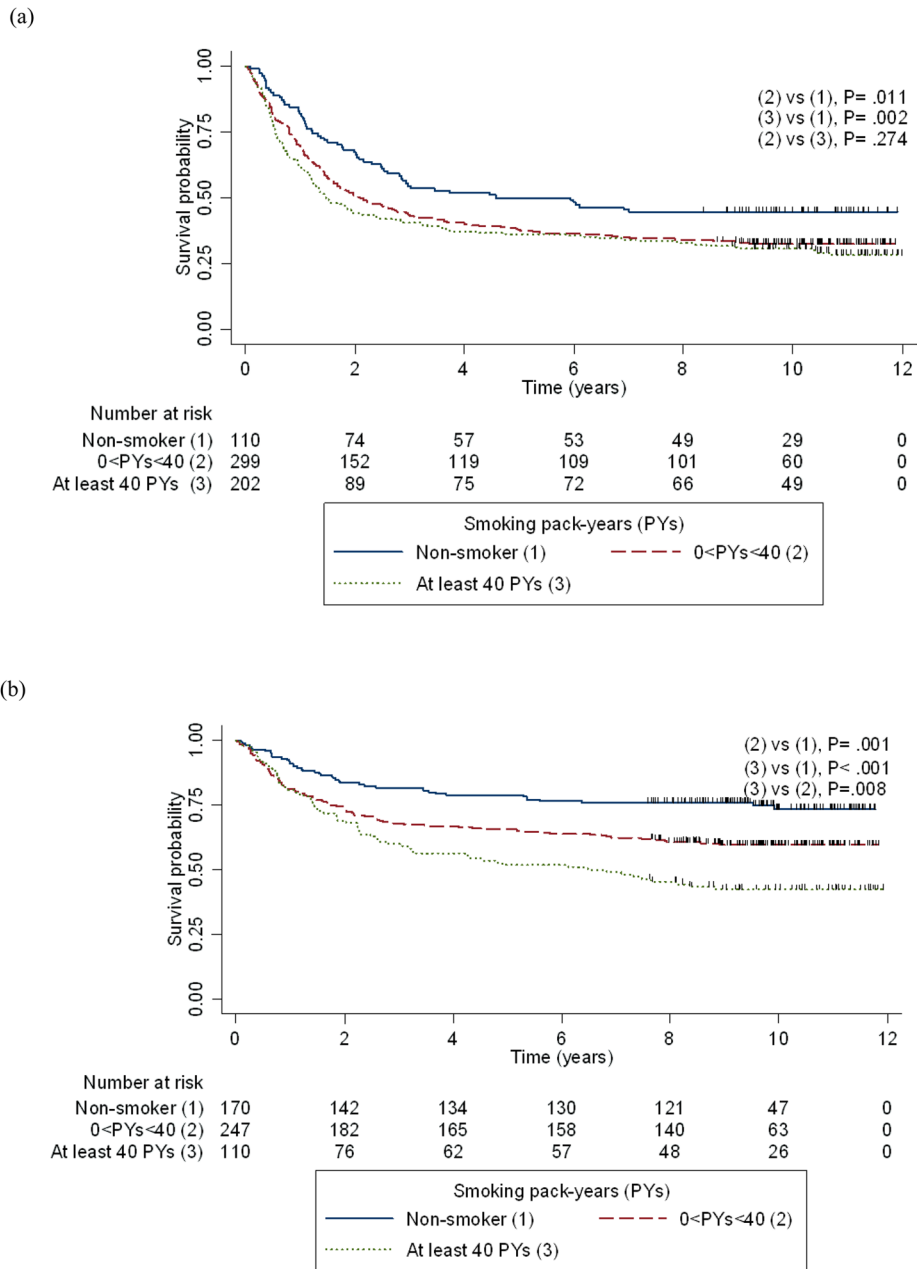 (a)
1.00
0.75
0.50
0.25
0.00
Survival probability
(2) vs (1), P= .011
(3) vs (1), P= .002
(2) vs (3), P= .274
0 2 4 6 8 10 12
Time (years)
Number at risk
Non-smoker (1) 110 74 57 53 49 29 0
0<PYs<40 (2) 299 152 119 109 101 60 0
At least 40 PYs (3) 202 89 75 72 66 49 0
Smoking pack-years (PYs)
Non-smoker (1) 0<PYs<40 (2)
At least 40 PYs (3)
(b)
1.00
0.75
0.50
0.25
0.00
Survival probability
(2) vs (1), P= .001
(3) vs (1), P< .001
(3) vs (2), P=.008
0 2 4 6 8 10 12
Time (years)
Number at risk
Non-smoker (1) 170 142 134 130 121 47 0
0<PYs<40 (2) 247 182 165 158 140 63 0
At least 40 PYs (3) 110 76 62 57 48 26 0
Smoking pack-years (PYs)
Non-smoker (1) 0<PYs<40 (2)
At least 40 PYs (3)